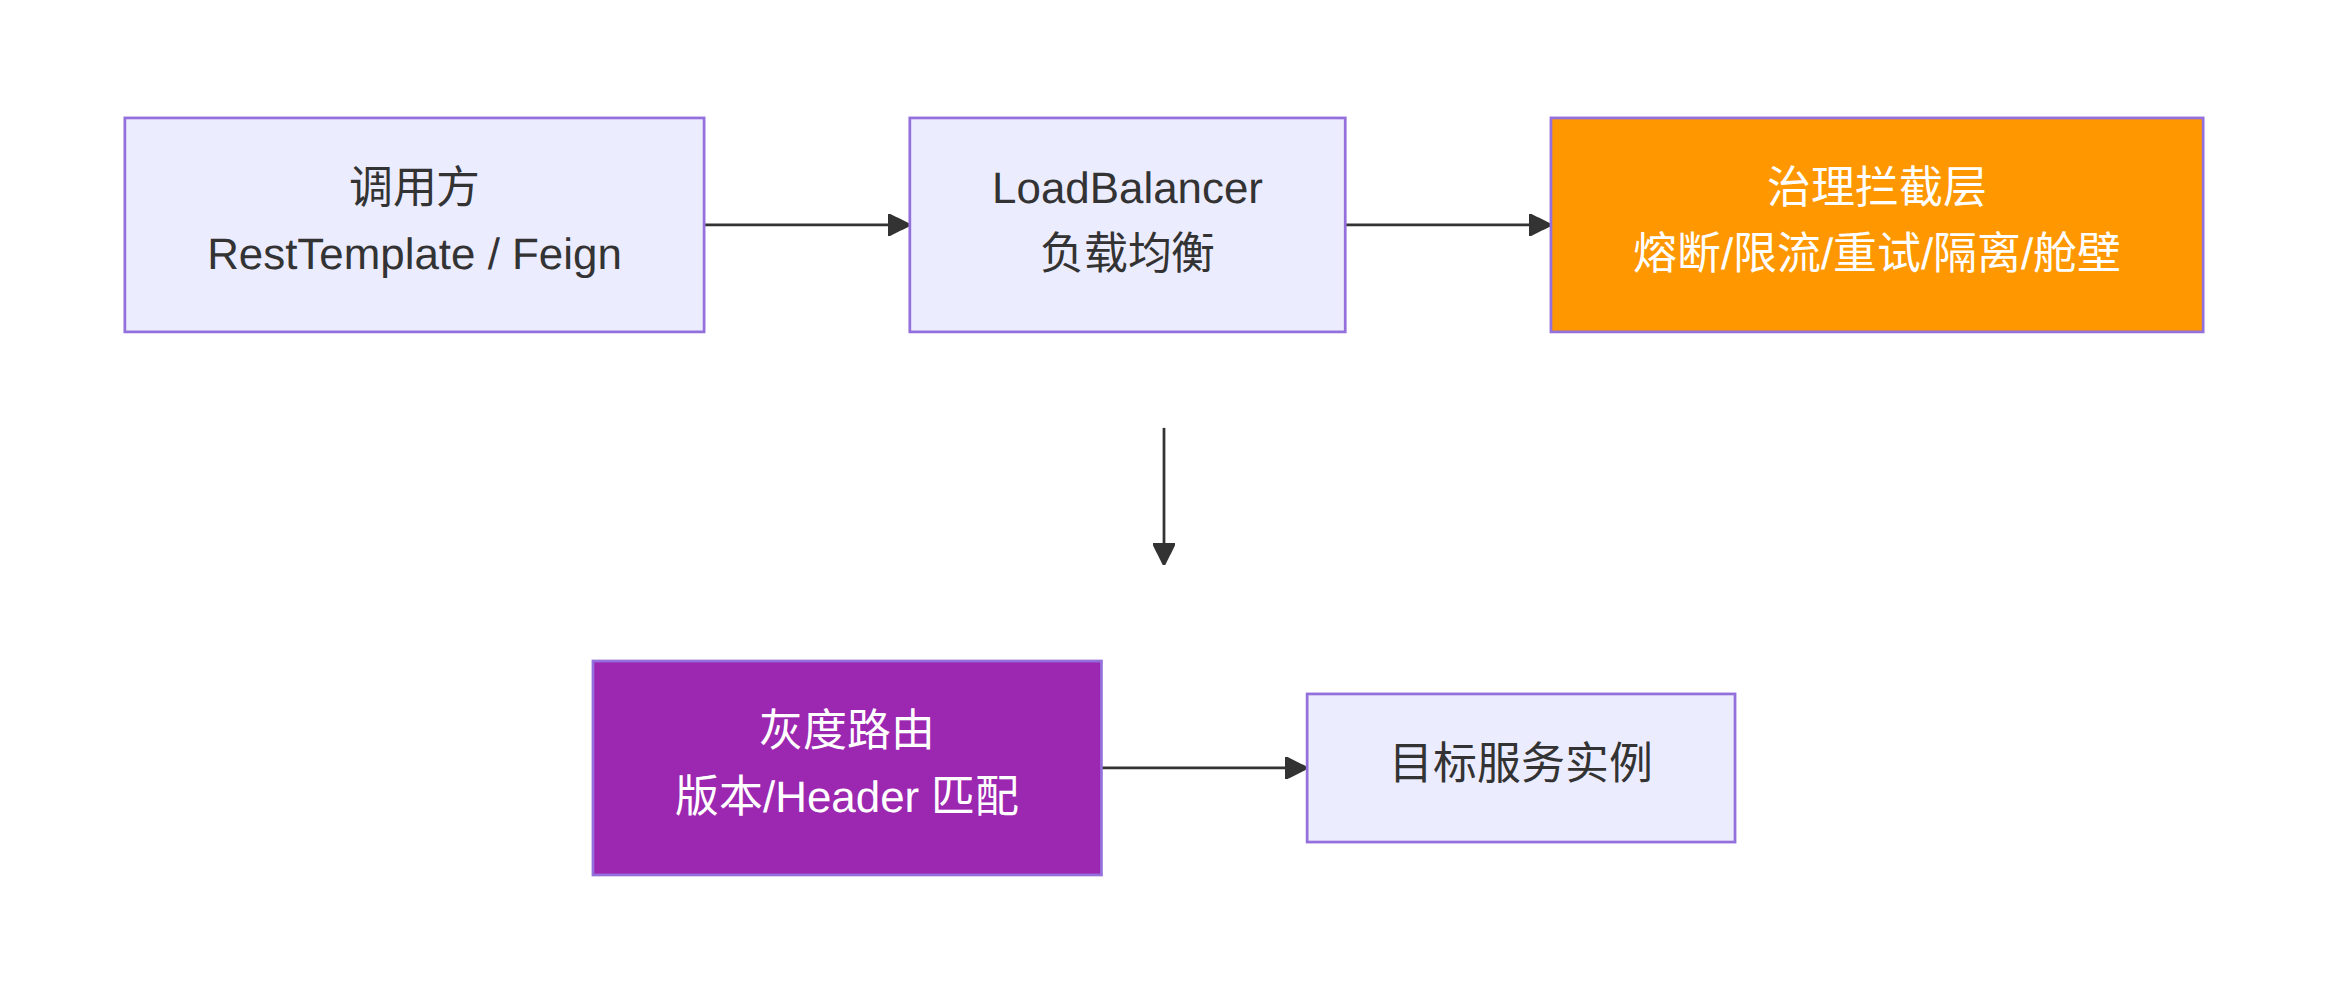 调用方
RestTemplate / Feign
LoadBalancer
负载均衡
治理拦截层
熔断/限流/重试/隔离/舱壁
灰度路由
版本/Header 匹配
目标服务实例